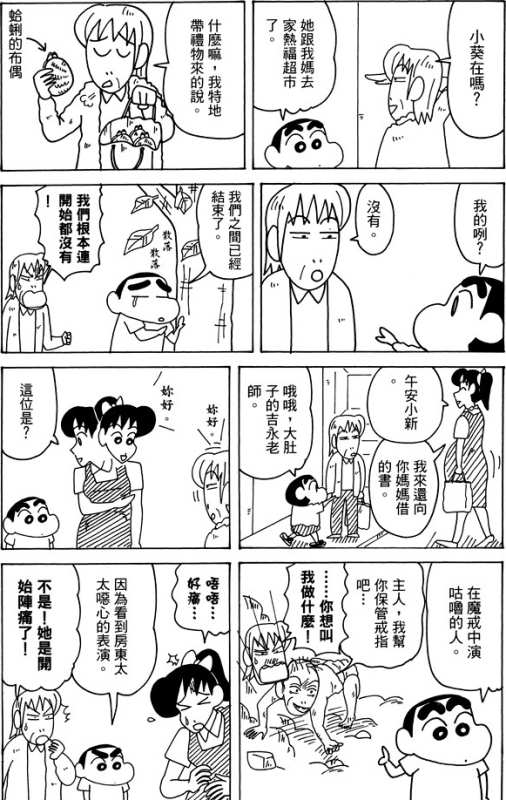 小葵在嗎？
她跟我媽去
家熱福超市
了。
什麼嘛，我特地
帶禮物來的說。
蛤蜊的布偶
我的咧？
沒有。
我們之間已經
結束了。
散落
散落
我們根本連
開始都沒有
！
午安小新
。
我來還向
你媽媽借
的書。
哦哦，大肚
子的吉永老
師。
妳好。
妳好。
這位是？
在魔戒中演
咕嚕的人。
主人，我幫
你保管戒指
吧…
……你想叫
我做什麼！
唔唔…
好痛…
因為看到房東太
太噁心的表演。
不是！她是開
始陣痛了！